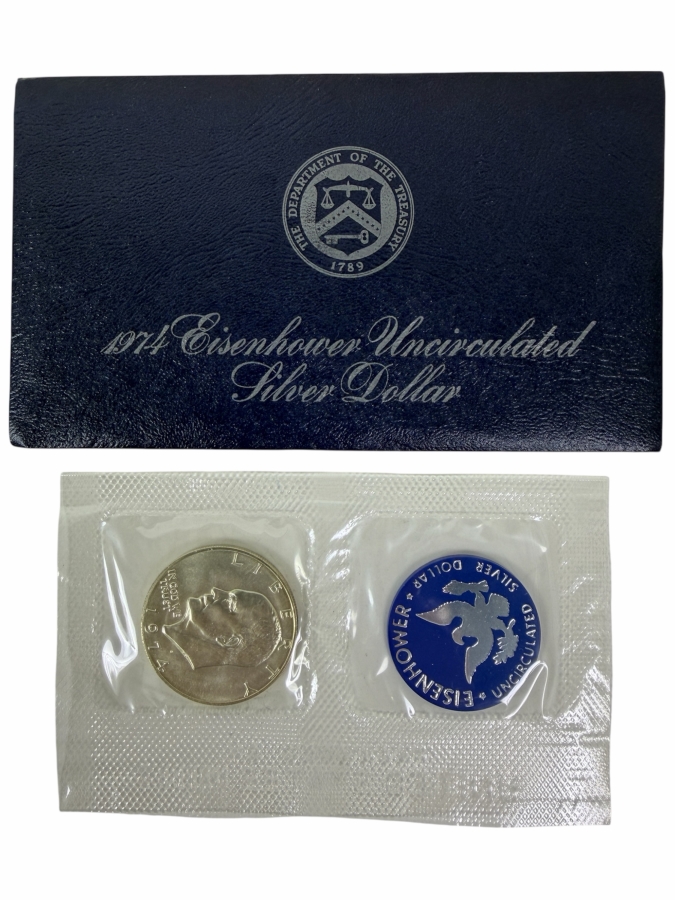 THE DEPARTMENT OF THE TREASURY
1789
1974 Eisenhower Uncirculated
Silver Dollar
LIBERTY
IN GOD WE
TRUST
1974
EISENHOWER
UNCIRCULATED SILVER DOLLAR